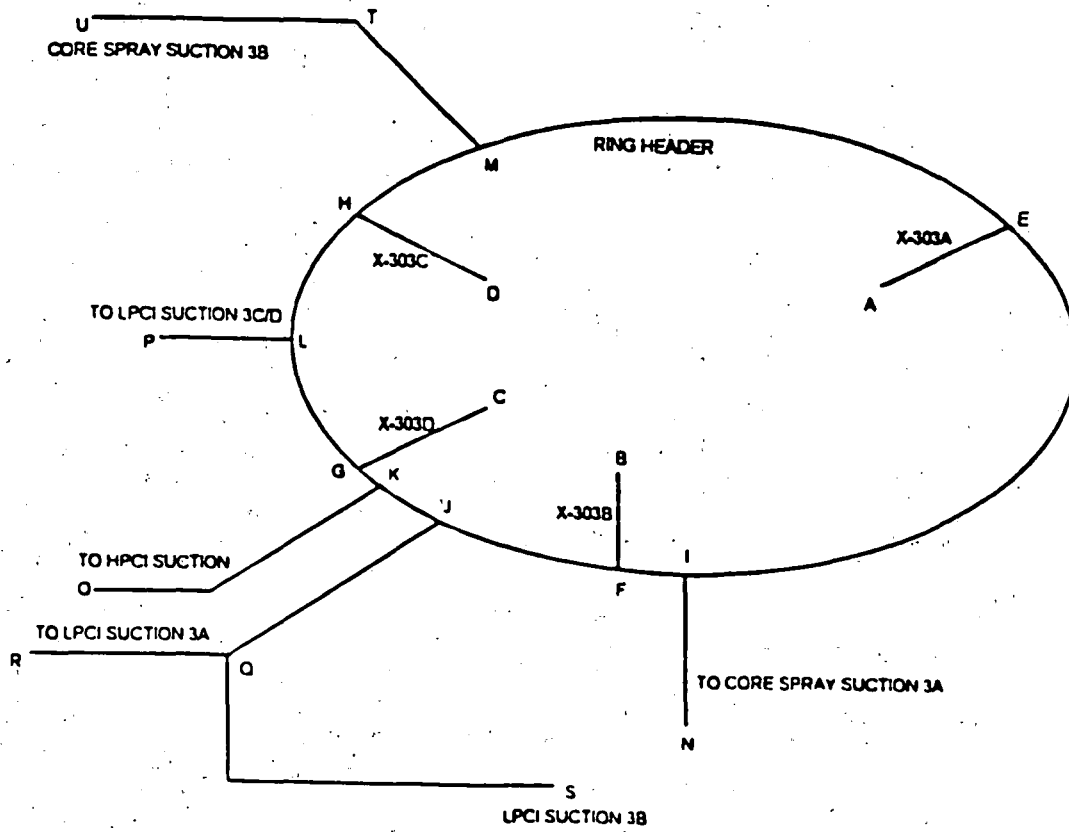 U
T
CORE SPRAY SUCTION 3B
RING HEADER
M
H
E
X-303A
X-303C
D
A
TO LPCI SUCTION 3C/D
P
L
C
X-303D
G
K
B
J
X-303B
I
TO HPCI SUCTION
O
F
TO LPCI SUCTION 3A
R
Q
TO CORE SPRAY SUCTION 3A
N
S
LPCI SUCTION 3B